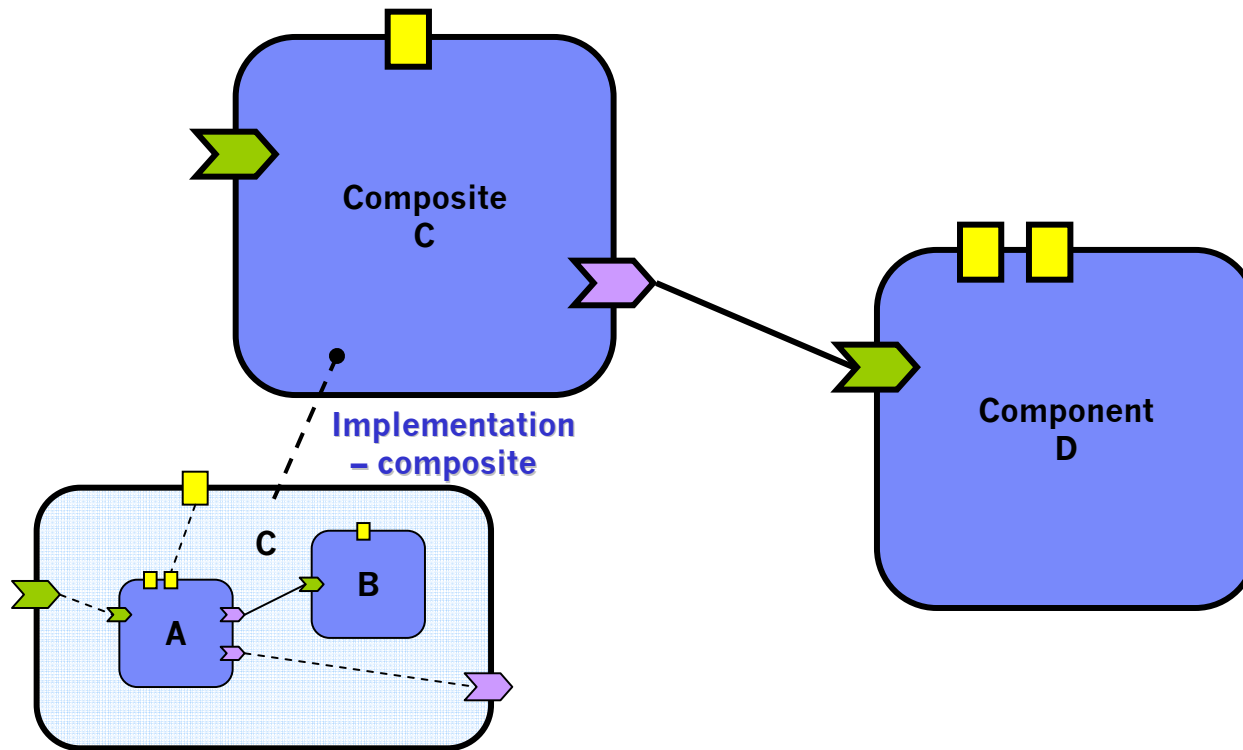 Composite
C
Component
D
Implementation
– composite
C
B
A